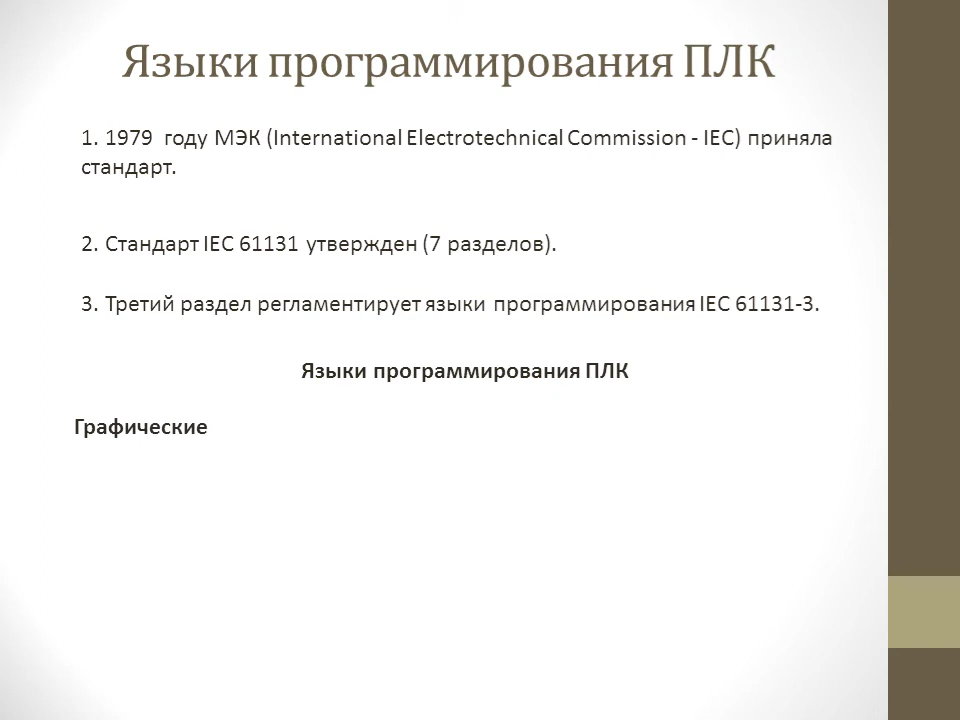 Языки программирования ПЛК
1. 1979 году МЭК (International Electrotechnical Commission - IEC) приняла
стандарт.
2. Стандарт IEC 61131 утвержден (7 разделов).
3. Третий раздел регламентирует языки программирования IEC 61131-3.
Языки программирования ПЛК
Графические